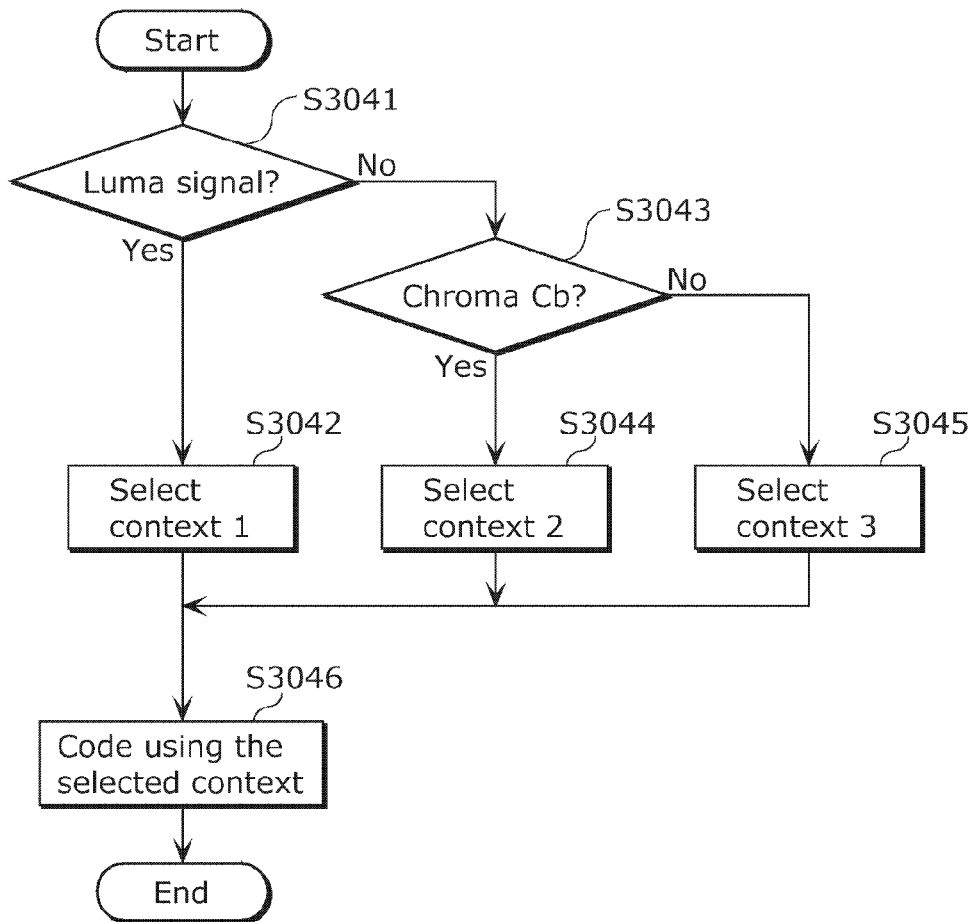 Start
S3041
Luma signal?
No
Yes
S3043
Chroma Cb?
No
Yes
S3042
Select
context 1
S3044
Select
context 2
S3045
Select
context 3
S3046
Code using the
selected context
End